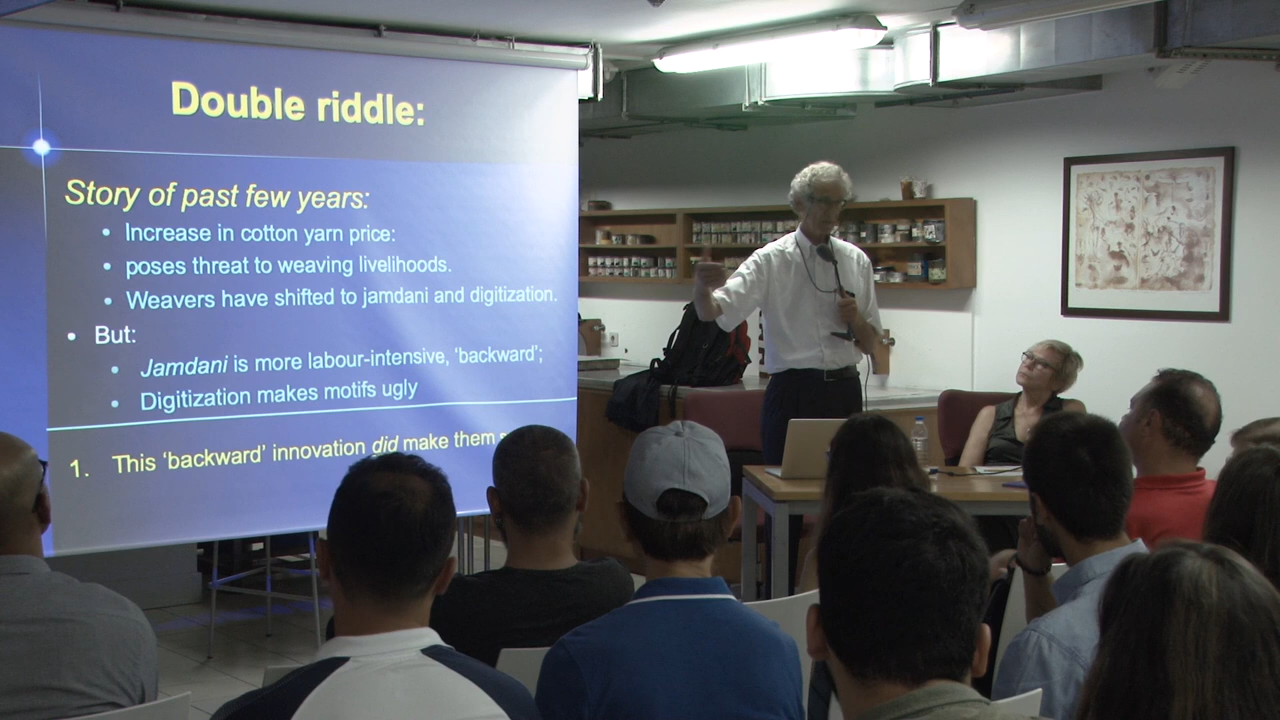 Double riddle:
Story of past few years:
• Increase in cotton yarn price:
• poses threat to weaving livelihoods.
• Weavers have shifted to jamdani and digitization.
• But:
• Jamdani is more labour-intensive, ‘backward’;
• Digitization makes motifs ugly
1. This ‘backward’ innovation did make them